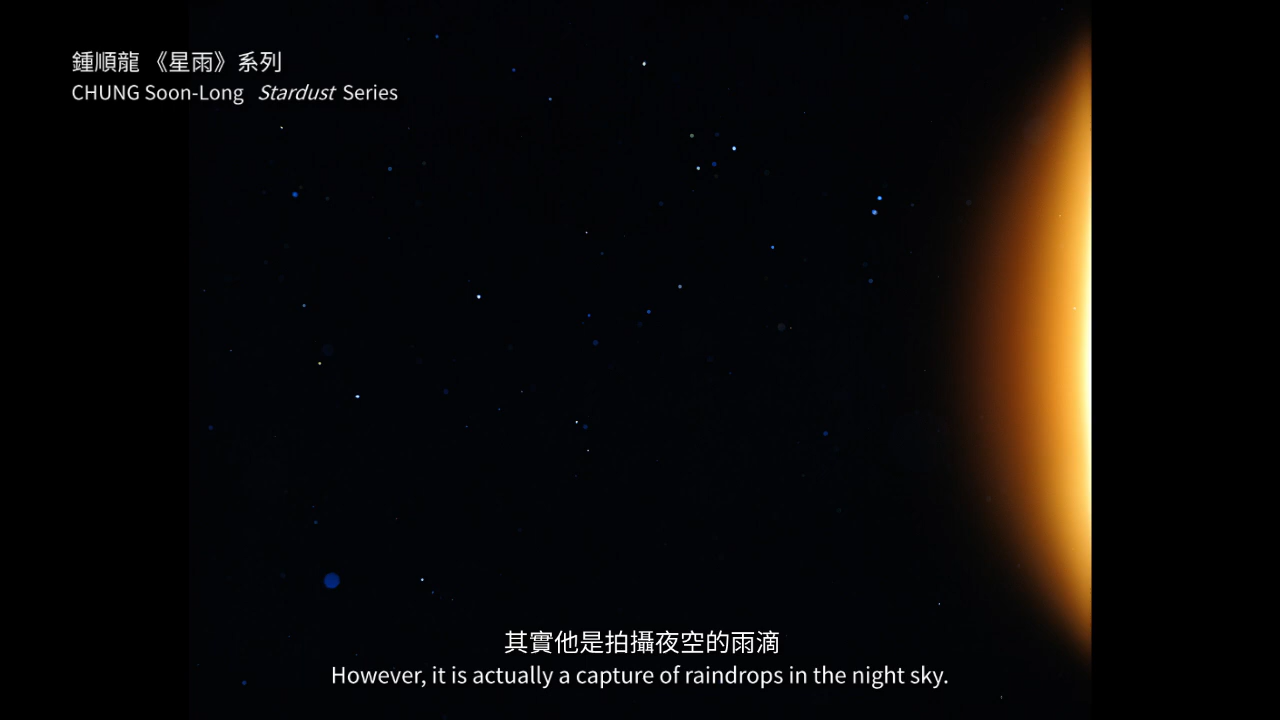 鍾順龍 《星雨》系列
CHUNG Soon-Long Stardust Series
其實他是拍攝夜空的雨滴
However, it is actually a capture of raindrops in the night sky.